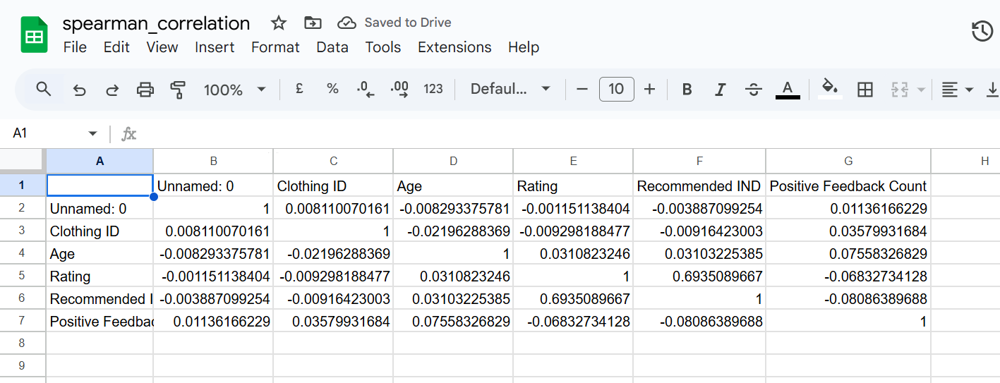 spearman_correlation Saved to Drive
File Edit View Insert Format Data Tools Extensions Help
100% £ % .0 .00 123 Defaul... 10 B I S A
A1 fx
A B C D E F G H
1 Unnamed: 0 Clothing ID Age Rating Recommended IND Positive Feedback Count
2 Unnamed: 0 1 0.008110070161 -0.008293375781 -0.001151138404 -0.003887099254 0.01136166229
3 Clothing ID 0.008110070161 1 -0.02196288369 -0.009298188477 -0.00916423003 0.03579931684
4 Age -0.008293375781 -0.02196288369 1 0.0310823246 0.03103225385 0.07558326829
5 Rating -0.001151138404 -0.009298188477 0.0310823246 1 0.6935089667 -0.06832734128
6 Recommended I -0.003887099254 -0.00916423003 0.03103225385 0.6935089667 1 -0.08086389688
7 Positive Feedbac 0.01136166229 0.03579931684 0.07558326829 -0.06832734128 -0.08086389688 1
8
9